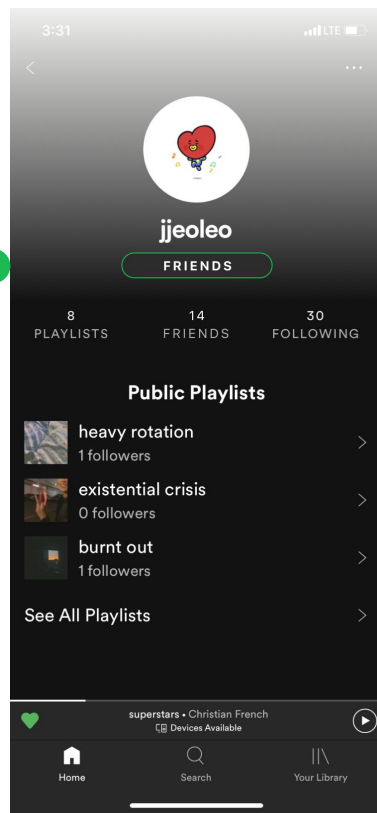 3:31
LTE
jjeoleo
FRIENDS
8 14 30
PLAYLISTS FRIENDS FOLLOWING
Public Playlists
heavy rotation
1 followers
existential crisis
0 followers
burnt out
1 followers
See All Playlists
superstars • Christian French
Devices Available
Home Search Your Library